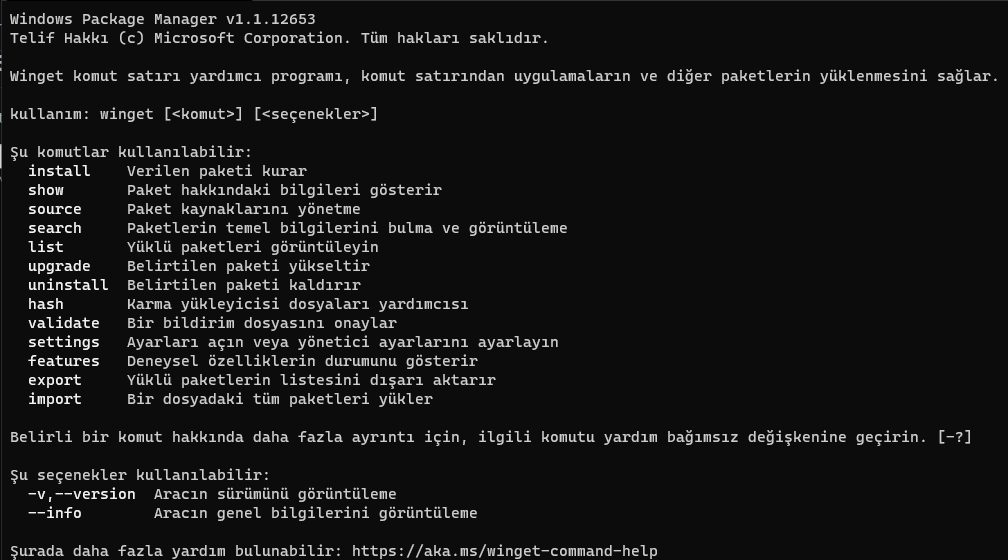 Windows Package Manager v1.1.12653
Telif Hakkı (c) Microsoft Corporation. Tüm hakları saklıdır.
Winget komut satırı yardımcı programı, komut satırından uygulamaların ve diğer paketlerin yüklenmesini sağlar.
kullanım: winget [<komut>] [<seçenekler>]
Şu komutlar kullanılabilir:
install Verilen paketi kurar
show Paket hakkındaki bilgileri gösterir
source Paket kaynaklarını yönetme
search Paketlerin temel bilgilerini bulma ve görüntüleme
list Yüklü paketleri görüntüleyin
upgrade Belirtilen paketi yükseltir
uninstall Belirtilen paketi kaldırır
hash Karma yükleyicisi dosyaları yardımcısı
validate Bir bildirim dosyasını onaylar
settings Ayarları açın veya yönetici ayarlarını ayarlayın
features Deneysel özelliklerin durumunu gösterir
export Yüklü paketlerin listesini dışarı aktarır
import Bir dosyadaki tüm paketleri yükler
Belirli bir komut hakkında daha fazla ayrıntı için, ilgili komutu yardım bağımsız değişkenine geçirin. [-?]
Şu seçenekler kullanılabilir:
-v,--version Aracın sürümünü görüntüleme
--info Aracın genel bilgilerini görüntüleme
Şurada daha fazla yardım bulunabilir: https://aka.ms/winget-command-help